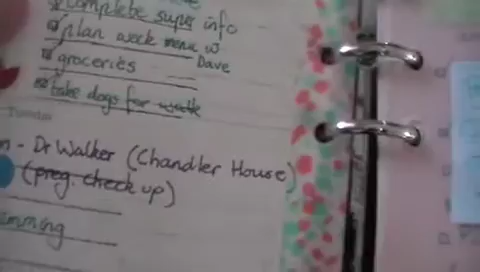 complete super info
plan week menu w
Dave
groceries
take dogs for walk
Tuesday
- Dr Walker (Chandler House)
(preg. check up)